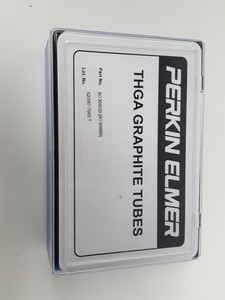 PERKIN ELMER
THGA GRAPHITE TUBES
Part No.
Lot. No.